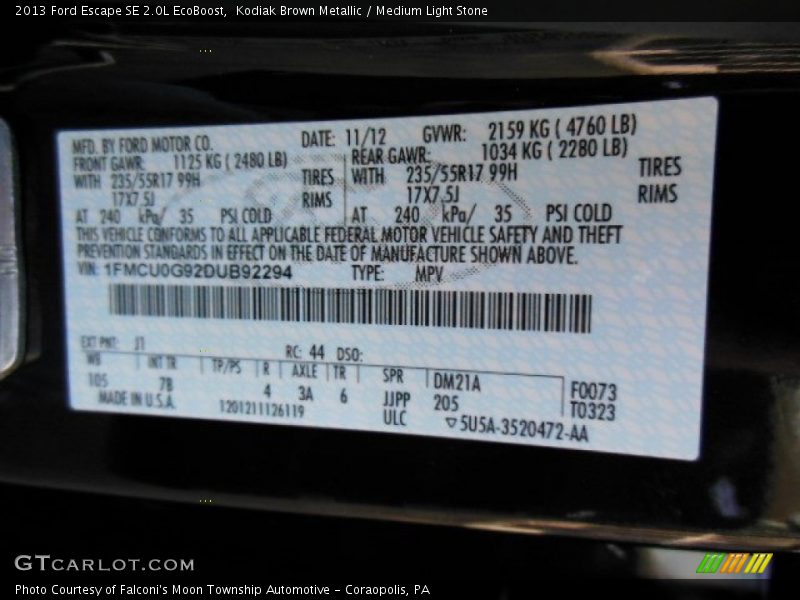 2013 Ford Escape SE 2.0L EcoBoost,  Kodiak Brown Metallic / Medium Light Stone
MFD. BY FORD MOTOR CO. DATE: 11/12 GVWR: 2159 KG ( 4760 LB)
FRONT GAWR: 1125 KG ( 2480 LB) REAR GAWR: 1034 KG ( 2280 LB)
WITH 235/55R17 99H TIRES WITH 235/55R17 99H TIRES
17X7.5J RIMS 17X7.5J RIMS
AT 240 kPa/ 35 PSI COLD AT 240 kPa/ 35 PSI COLD
THIS VEHICLE CONFORMS TO ALL APPLICABLE FEDERAL MOTOR VEHICLE SAFETY AND THEFT
PREVENTION STANDARDS IN EFFECT ON THE DATE OF MANUFACTURE SHOWN ABOVE.
VIN: 1FMCU0G92DUB92294 TYPE: MPV
EXT PNT: J1 RC: 44 DSO:
WB INT TR TP/PS R AXLE TR SPR DM21A F0073
105 7B 4 3A 6 JJPP 205 T0323
MADE IN U.S.A. 1201211126119 ULC ▽5U5A-3520472-AA
GTCARLOT.COM
Photo Courtesy of Falconi's Moon Township Automotive - Coraopolis, PA